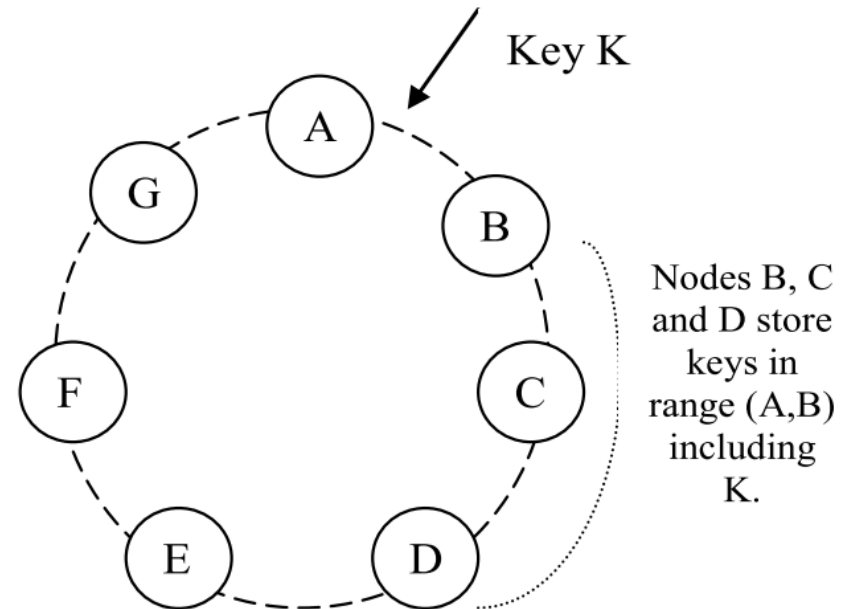 Key K
A
G
B
Nodes B, C
and D store
keys in
range (A,B)
including
K.
F
C
E
D